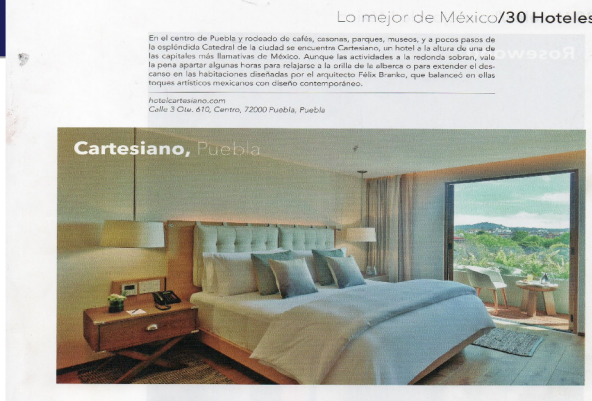 Lo mejor de México/30 Hoteles
En el centro de Puebla y rodeado de cafés, casonas, parques, museos, y a pocos pasos de
la espléndida Catedral de la ciudad se encuentra Cartesiano, un hotel a la altura de una de
las capitales más llamativas de México. Aunque las actividades a la redonda sobran, vale
la pena apartar algunas horas para relajarse a la orilla de la alberca o para extender el des-
canso en las habitaciones diseñadas por el arquitecto Félix Branko, que balanceó en ellas
toques artísticos mexicanos con diseño contemporáneo.
hotelcartesiano.com
Calle 3 Ote. 610, Centro, 72000 Puebla, Puebla
Cartesiano, Puebla